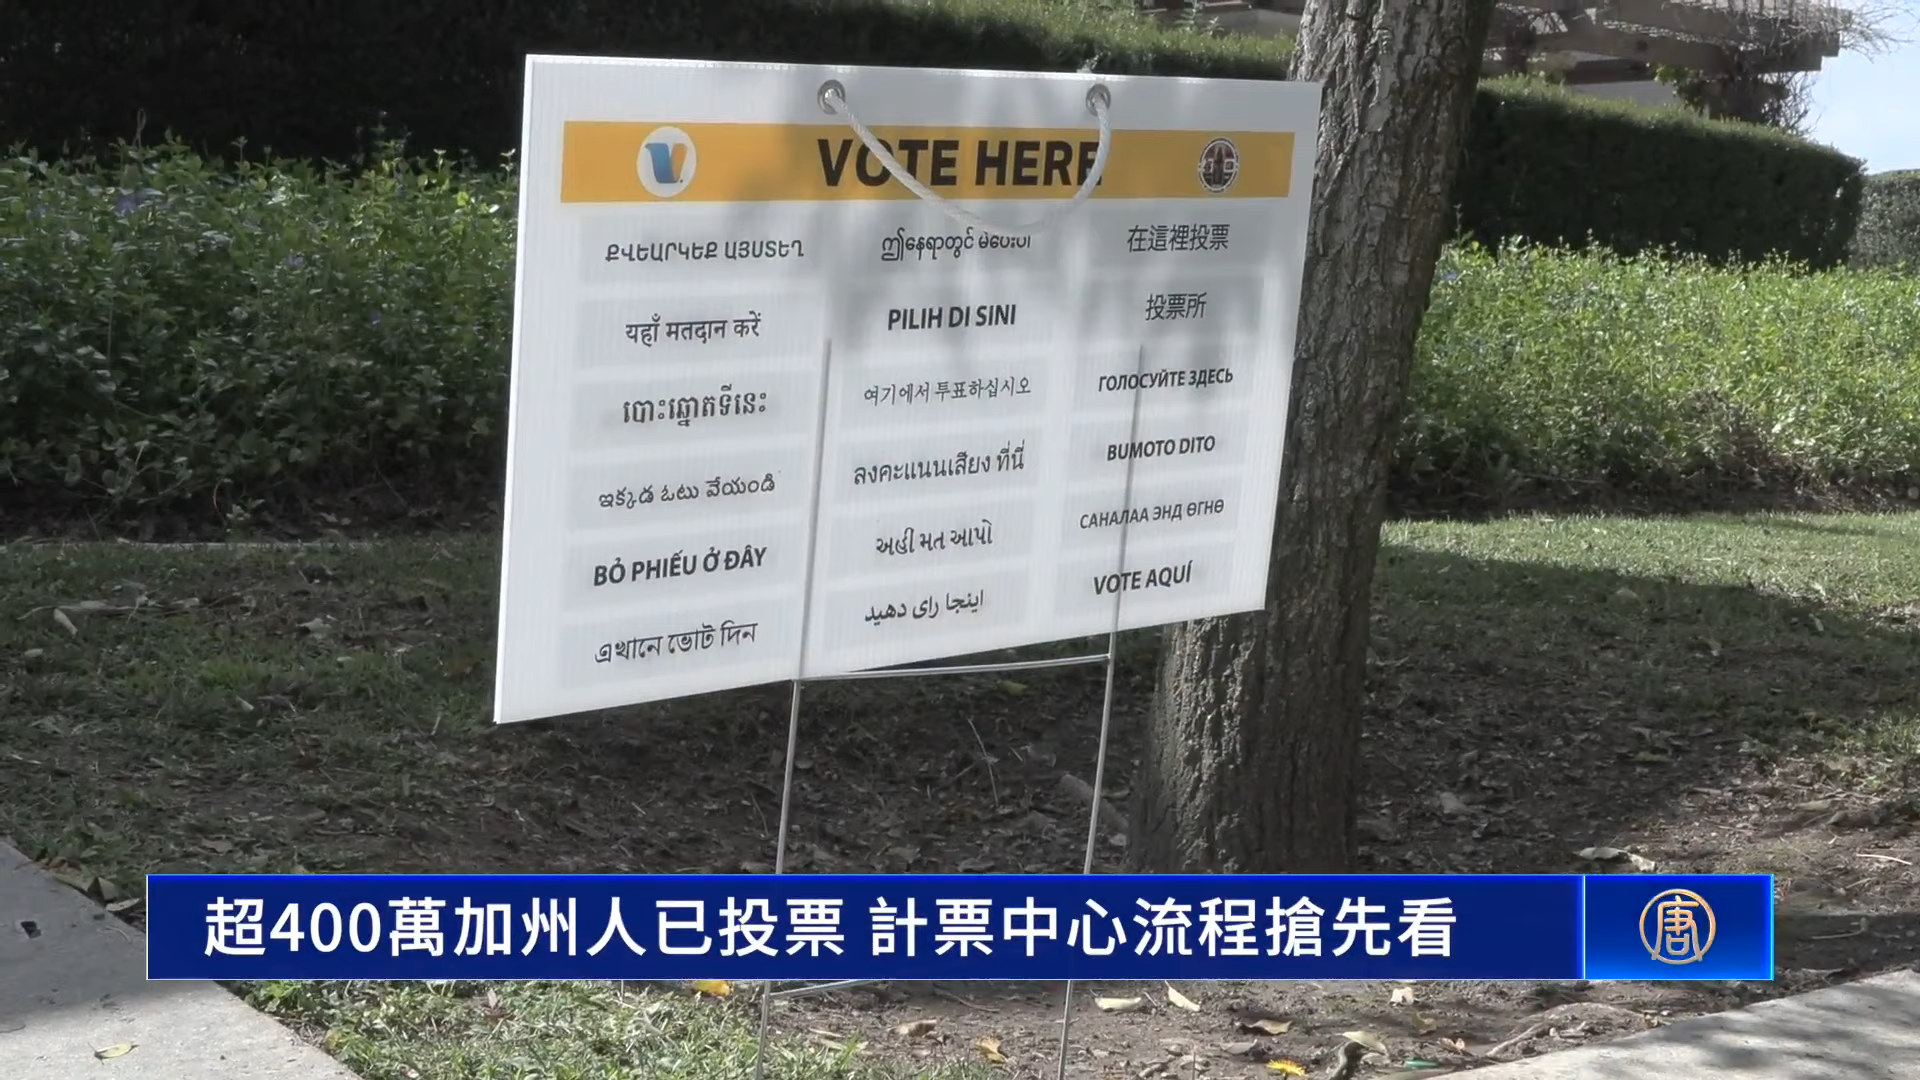 VOTE HERE
ՔՎԵԱՐԿԵՔ ԱՅՍՏԵՂ
ဤနေရာတွင် မဲပေးပါ
在這裡投票
यहाँ मतदान करें
PILIH DI SINI
投票所
បោះឆ្នោតទីនេះ
여기에서 투표하십시오
ГОЛОСУЙТЕ ЗДЕСЬ
ఇక్కడ ఓటు వేయండి
ลงคะแนนเสียง ที่นี่
BUMOTO DITO
BỎ PHIẾU Ở ĐÂY
અહીં મત આપો
САНАЛАА ЭНД ӨГНӨ
এখানে ভোট দিন
اینجا رای دهید
VOTE AQUÍ
超400萬加州人已投票 計票中心流程搶先看
唐